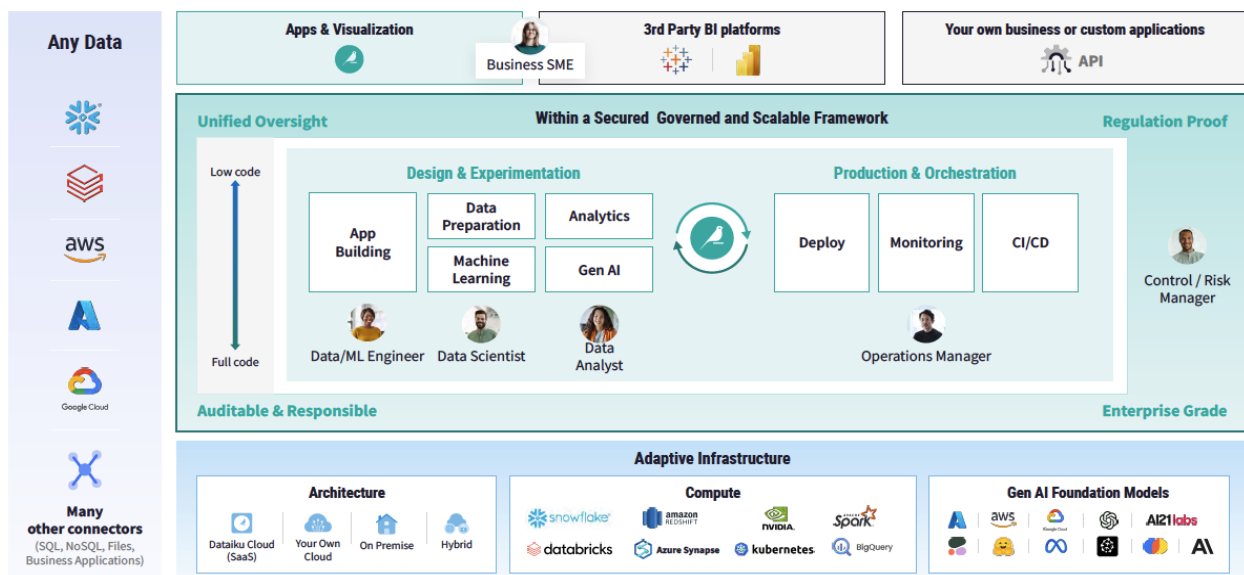 Any Data
aws
Google Cloud
Many
other connectors
(SQL, NoSQL, Files,
Business Applications)
Apps & Visualization
Business SME
3rd Party BI platforms
Your own business or custom applications
API
Unified Oversight
Within a Secured Governed and Scalable Framework
Regulation Proof
Low code
Full code
Design & Experimentation
App
Building
Data
Preparation
Analytics
Machine
Learning
Gen AI
Data/ML Engineer
Data Scientist
Data
Analyst
Production & Orchestration
Deploy
Monitoring
CI/CD
Operations Manager
Control / Risk
Manager
Auditable & Responsible
Enterprise Grade
Adaptive Infrastructure
Architecture
Dataiku Cloud
(SaaS)
Your Own
Cloud
On Premise
Hybrid
Compute
snowflake
amazon
REDSHIFT
NVIDIA.
APACHE
Spark
databricks
Azure Synapse
kubernetes
BigQuery
Gen AI Foundation Models
aws
Google Cloud
AI21labs